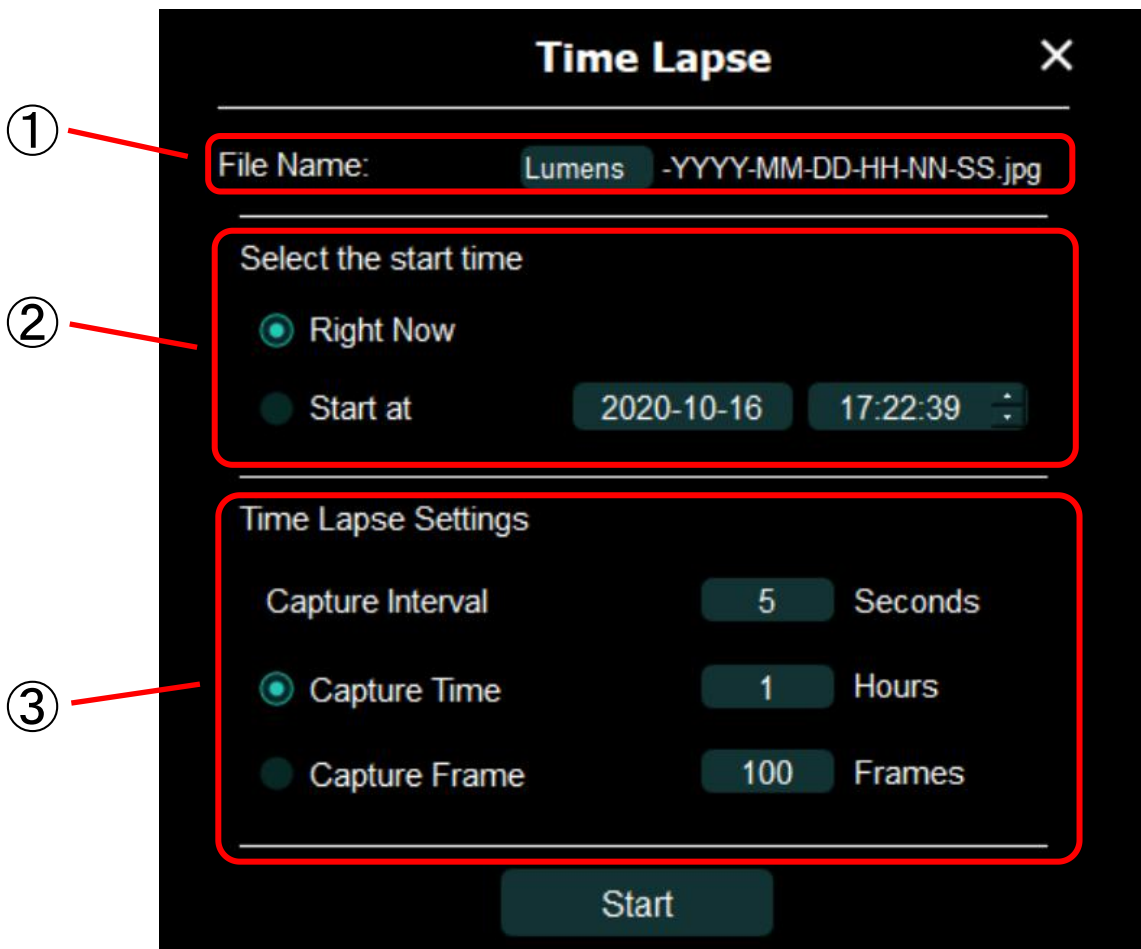 Time Lapse
① File Name: Lumens -YYYY-MM-DD-HH-NN-SS.jpg
② Select the start time
Right Now
Start at 2020-10-16 17:22:39
③ Time Lapse Settings
Capture Interval 5 Seconds
Capture Time 1 Hours
Capture Frame 100 Frames
Start